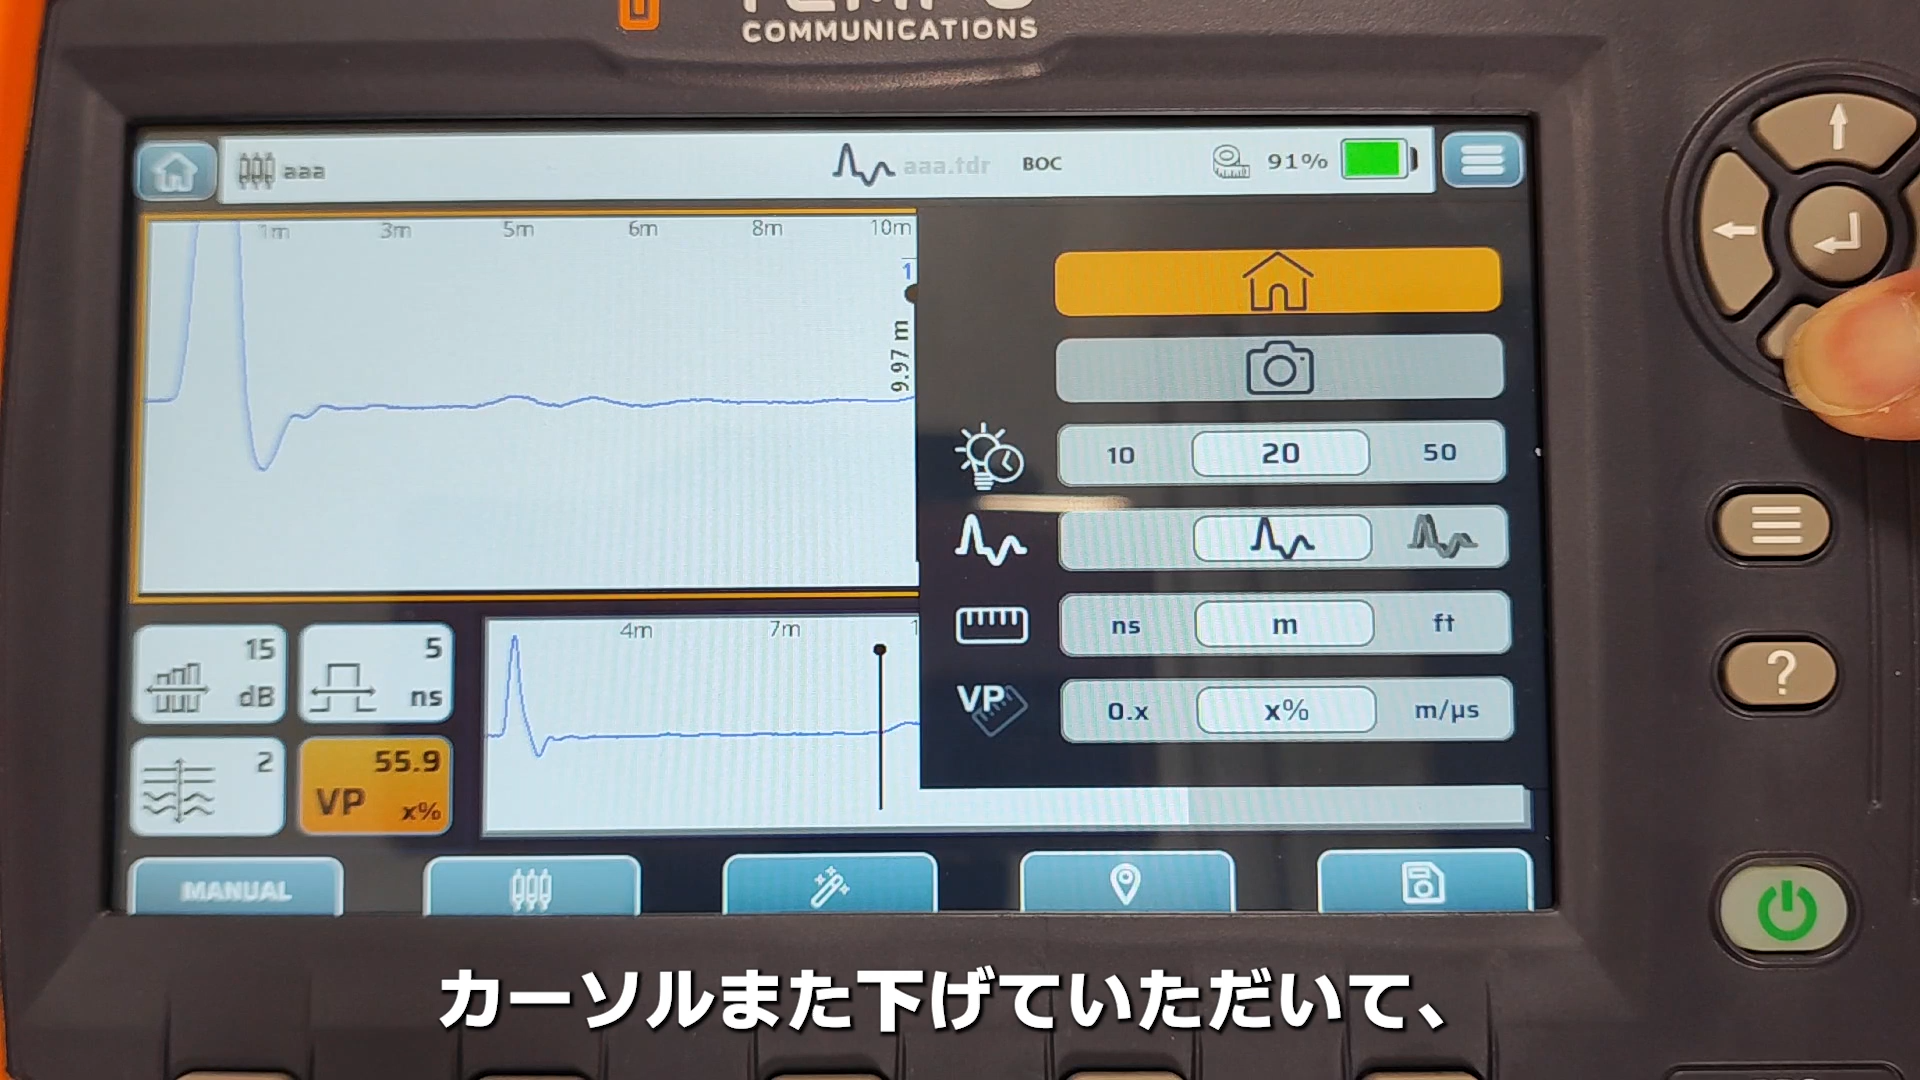 COMMUNICATIONS
aaa
aaa.tdr
BOC
91%
1m 3m 5m 6m 8m 10m
1
9.97 m
10 20 50
ns m ft
VP
0.x x% m/µs
15
dB
5
ns
2
55.9
VP x%
4m 7m
MANUAL
?
カーソルまた下げていただいて、